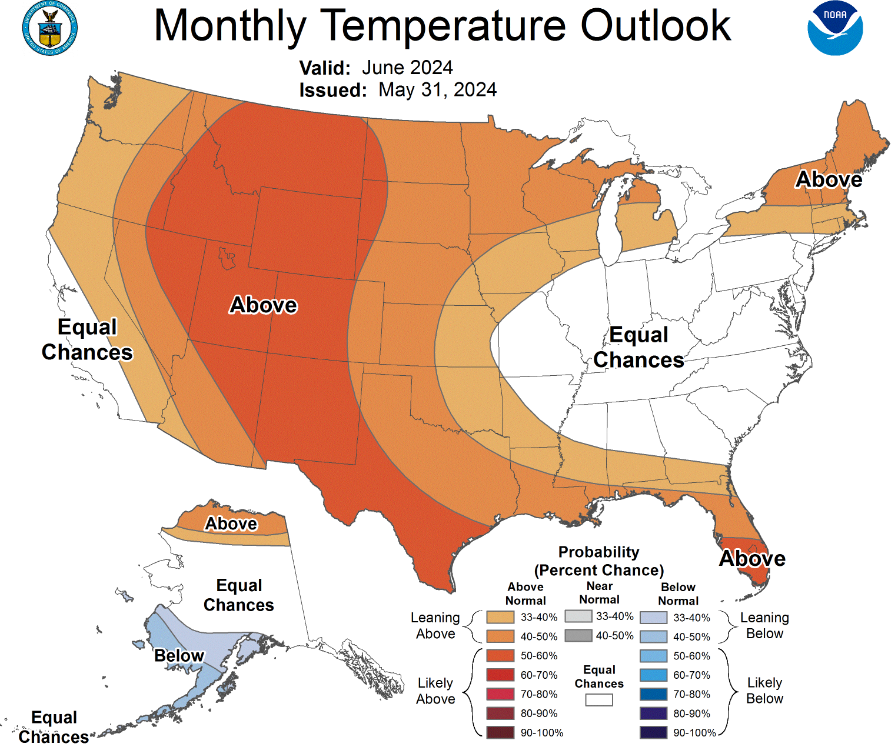 Monthly Temperature Outlook
NOAA
Valid: June 2024
Issued: May 31, 2024
Above
Above
Equal
Chances
Equal
Chances
Above
Above
Equal
Chances
Below
Equal
Chances
Above
Probability
(Percent Chance)
Above
Normal
Near
Normal
Below
Normal
Leaning
Above
33-40%
33-40%
33-40%
Leaning
Below
40-50%
40-50%
40-50%
50-60%
50-60%
Likely
Above
60-70%
Equal
Chances
60-70%
Likely
Below
70-80%
70-80%
80-90%
80-90%
90-100%
90-100%